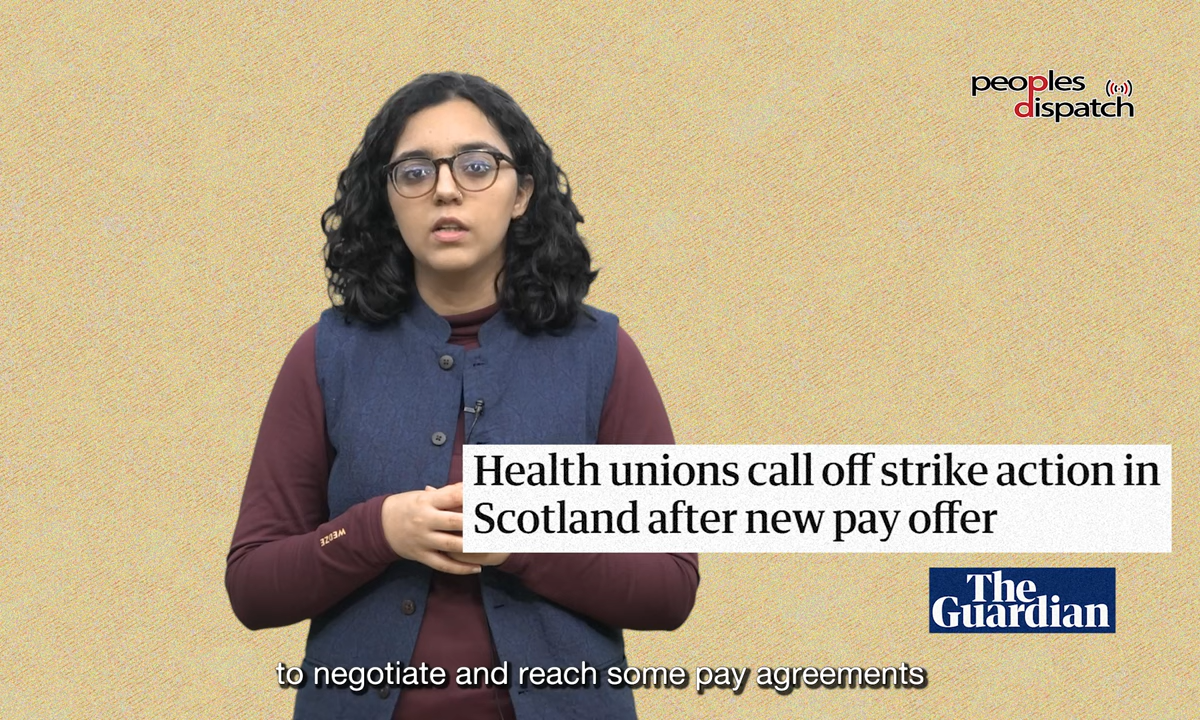 peoples
dispatch
Health unions call off strike action in
Scotland after new pay offer
WEDZE
The
Guardian
to negotiate and reach some pay agreements